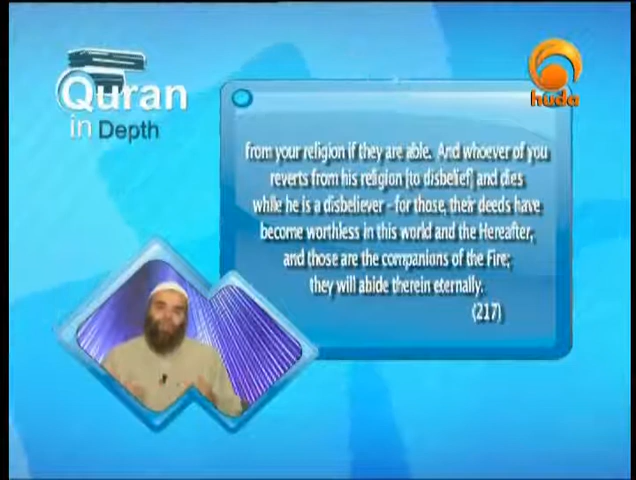 Quran
in Depth
huda
from your religion if they are able. And whoever of you
reverts from his religion [to disbelief] and dies
while he is a disbeliever - for those, their deeds have
become worthless in this world and the Hereafter,
and those are the companions of the Fire;
they will abide therein eternally.
(217)